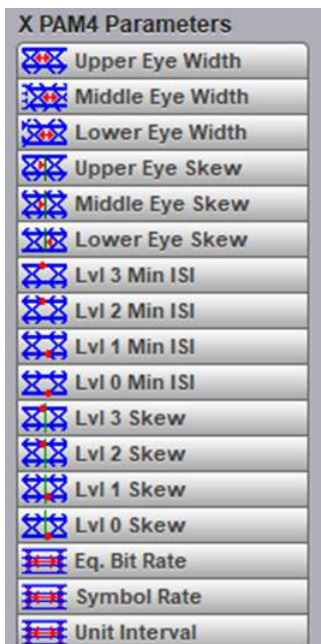 X PAM4 Parameters
Upper Eye Width
Middle Eye Width
Lower Eye Width
Upper Eye Skew
Middle Eye Skew
Lower Eye Skew
Lvl 3 Min ISI
Lvl 2 Min ISI
Lvl 1 Min ISI
Lvl 0 Min ISI
Lvl 3 Skew
Lvl 2 Skew
Lvl 1 Skew
Lvl 0 Skew
Eq. Bit Rate
Symbol Rate
Unit Interval